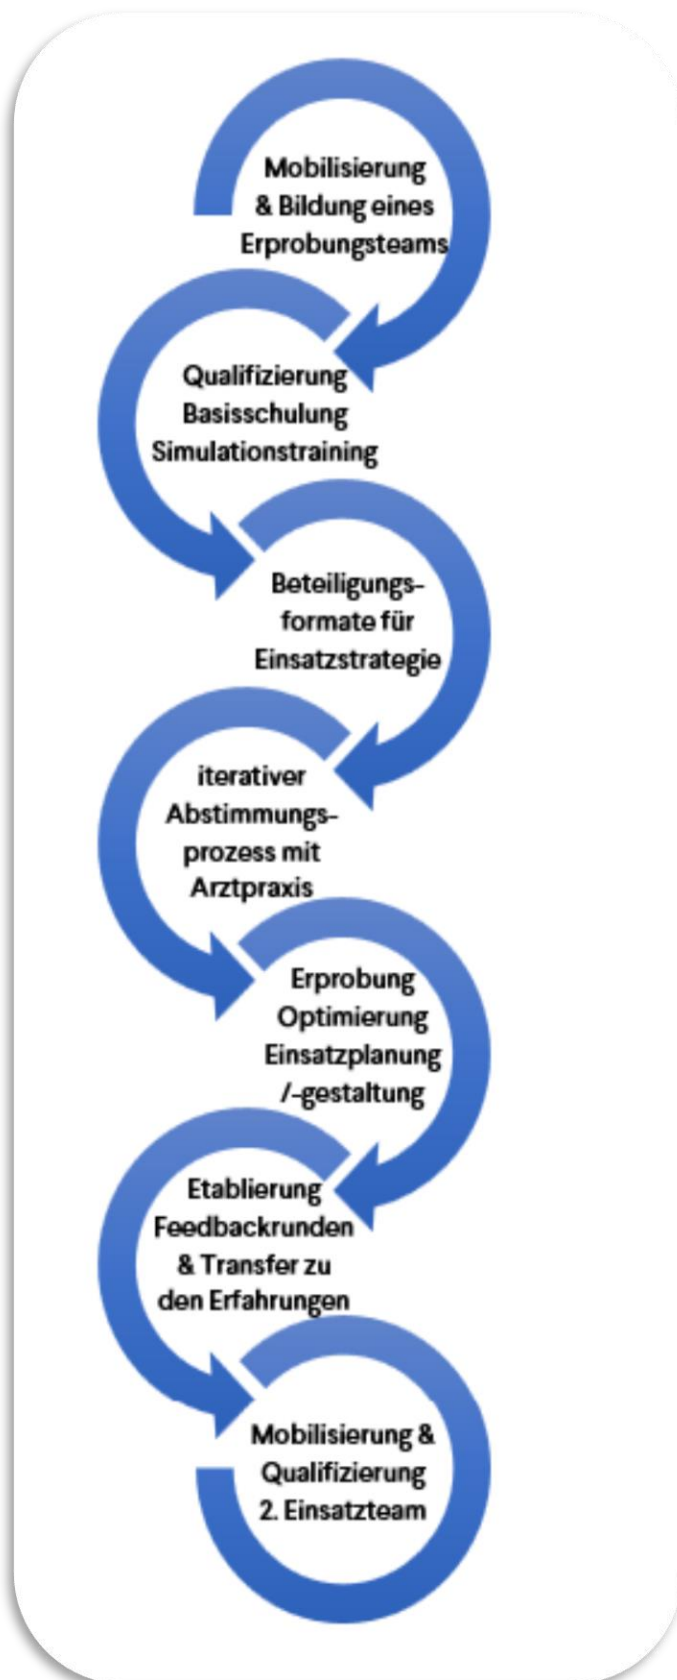 Mobilisierung
& Bildung eines
Erprobungsteams
Qualifizierung
Basisschulung
Simulationstraining
Beteiligungs-
formate für
Einsatzstrategie
iterativer
Abstimmungs-
prozess mit
Arztpraxis
Erprobung
Optimierung
Einsatzplanung
/-gestaltung
Etablierung
Feedbackrunden
& Transfer zu
den Erfahrungen
Mobilisierung &
Qualifizierung
2. Einsatzteam